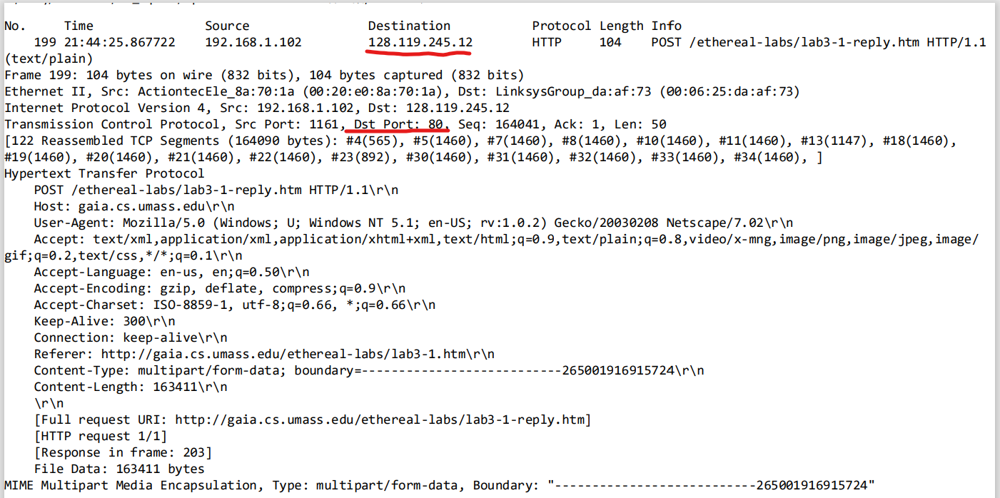 No. Time Source Destination Protocol Length Info
199 21:44:25.867722 192.168.1.102 128.119.245.12 HTTP 104 POST /ethereal-labs/lab3-1-reply.htm HTTP/1.1
(text/plain)
Frame 199: 104 bytes on wire (832 bits), 104 bytes captured (832 bits)
Ethernet II, Src: ActiontecEle_8a:70:1a (00:20:e0:8a:70:1a), Dst: LinksysGroup_da:af:73 (00:06:25:da:af:73)
Internet Protocol Version 4, Src: 192.168.1.102, Dst: 128.119.245.12
Transmission Control Protocol, Src Port: 1161, Dst Port: 80, Seq: 164041, Ack: 1, Len: 50
[122 Reassembled TCP Segments (164090 bytes): #4(565), #5(1460), #7(1460), #8(1460), #10(1460), #11(1460), #13(1147), #18(1460),
#19(1460), #20(1460), #21(1460), #22(1460), #23(892), #30(1460), #31(1460), #32(1460), #33(1460), #34(1460), ]
Hypertext Transfer Protocol
POST /ethereal-labs/lab3-1-reply.htm HTTP/1.1\r\n
Host: gaia.cs.umass.edu\r\n
User-Agent: Mozilla/5.0 (Windows; U; Windows NT 5.1; en-US; rv:1.0.2) Gecko/20030208 Netscape/7.02\r\n
Accept: text/xml,application/xml,application/xhtml+xml,text/html;q=0.9,text/plain;q=0.8,video/x-mng,image/png,image/jpeg,image/
gif;q=0.2,text/css,*/*;q=0.1\r\n
Accept-Language: en-us, en;q=0.50\r\n
Accept-Encoding: gzip, deflate, compress;q=0.9\r\n
Accept-Charset: ISO-8859-1, utf-8;q=0.66, *;q=0.66\r\n
Keep-Alive: 300\r\n
Connection: keep-alive\r\n
Referer: http://gaia.cs.umass.edu/ethereal-labs/lab3-1.htm\r\n
Content-Type: multipart/form-data; boundary=---------------------------265001916915724\r\n
Content-Length: 163411\r\n
\r\n
[Full request URI: http://gaia.cs.umass.edu/ethereal-labs/lab3-1-reply.htm]
[HTTP request 1/1]
[Response in frame: 203]
File Data: 163411 bytes
MIME Multipart Media Encapsulation, Type: multipart/form-data, Boundary: "---------------------------265001916915724"